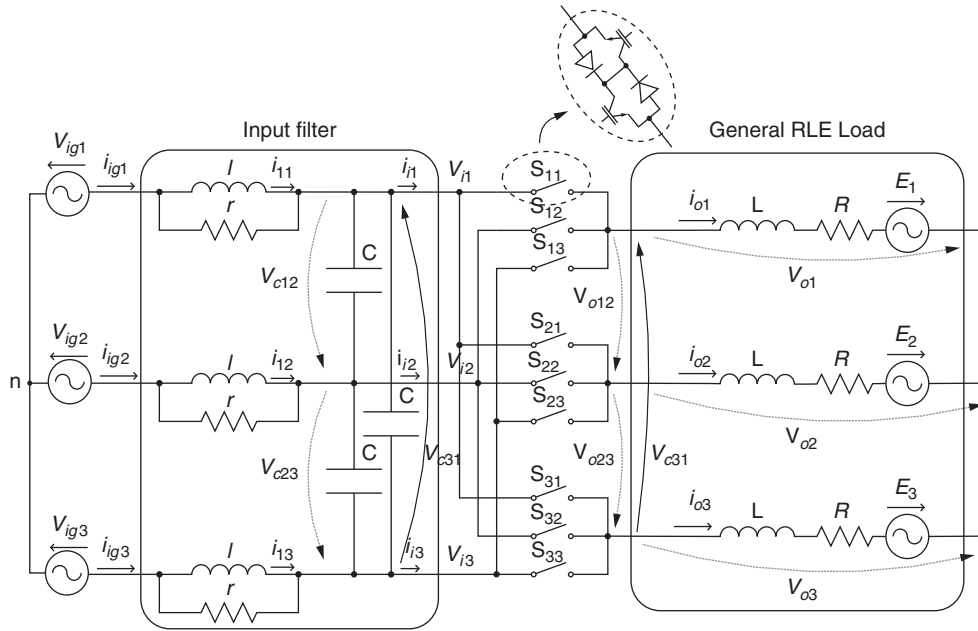 Input filter
General RLE Load
V_ig1
i_ig1
l
i_11
r
i_i1
V_i1
S_11
S_12
S_13
i_o1
L
R
E_1
V_o1
C
V_c12
V_o12
V_ig2
i_ig2
l
i_12
r
i_i2
V_i2
n
S_21
S_22
S_23
i_o2
L
R
E_2
V_o2
C
C
V_c23
V_c31
V_o23
V_c31
V_ig3
i_ig3
l
i_13
r
i_i3
V_i3
S_31
S_32
S_33
i_o3
L
R
E_3
V_o3